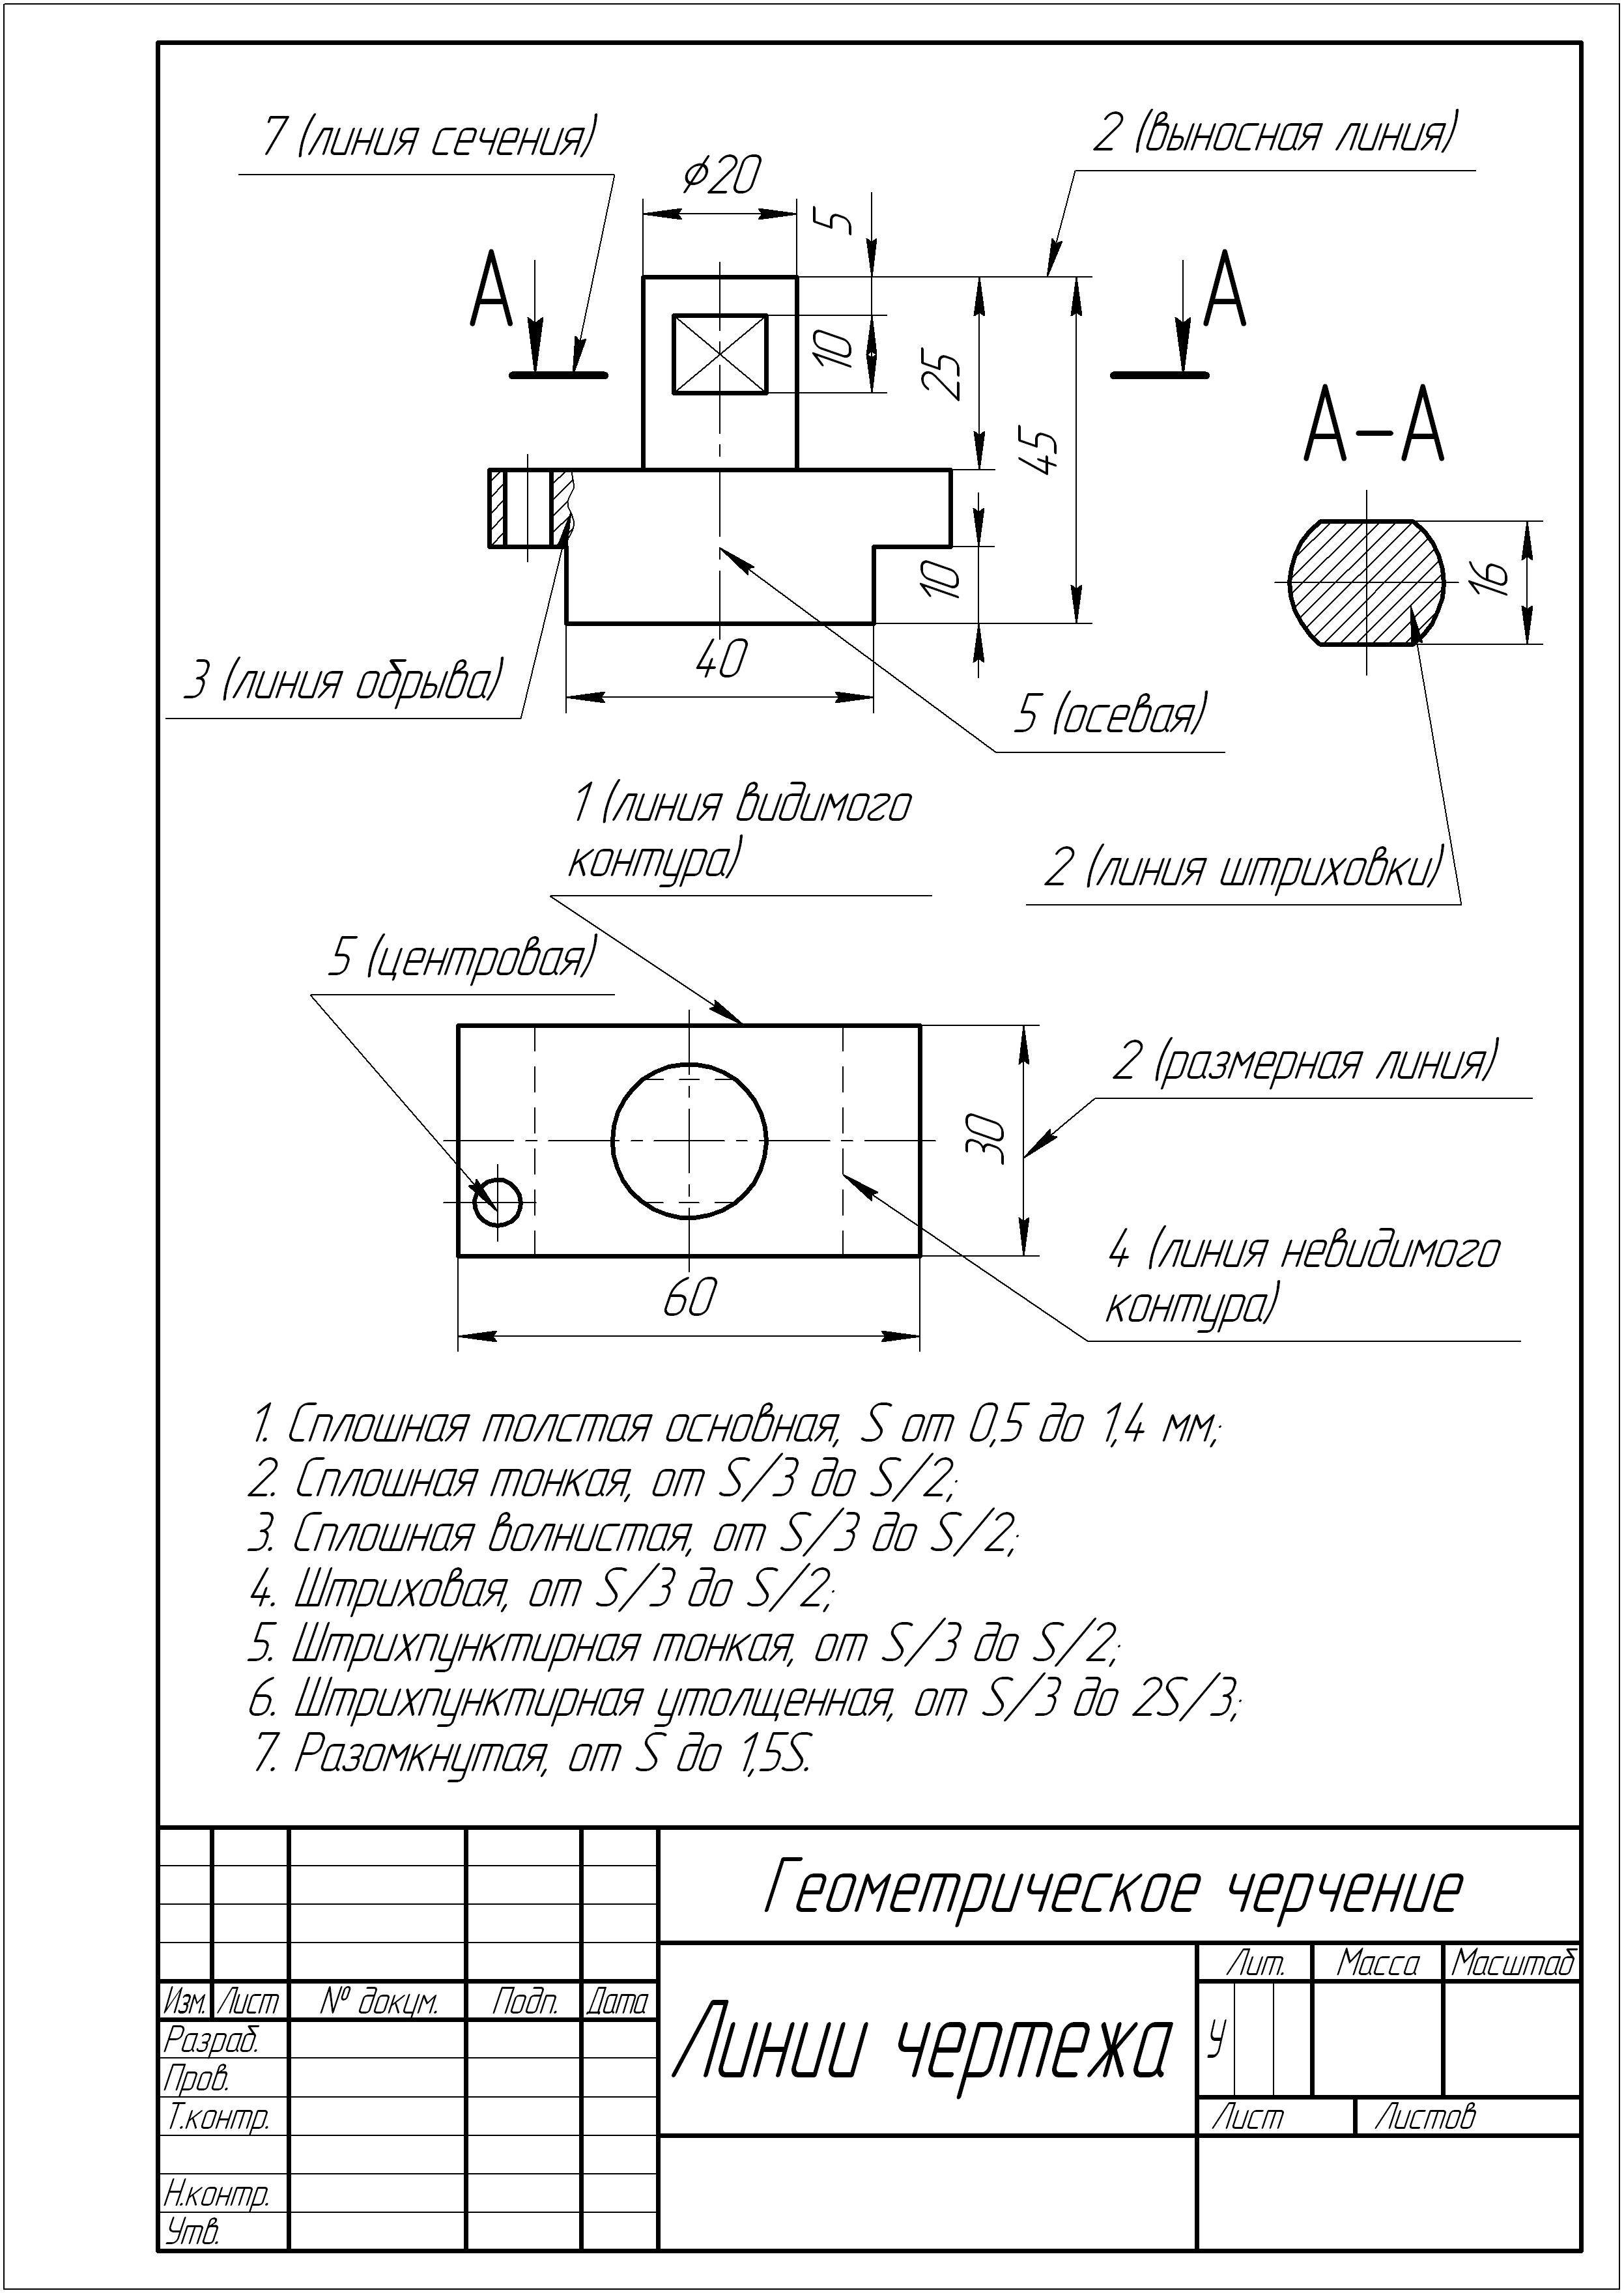 7 (линия сечения)
2 (выносная линия)
ϕ20
5
А
А
10
25
45
А-А
16
10
40
3 (линия обрыва)
5 (осевая)
1 (линия видимого
контура)
2 (линия штриховки)
5 (центровая)
2 (размерная линия)
30
4 (линия невидимого
контура)
60
1. Сплошная толстая основная, S от 0,5 до 1,4 мм;
2. Сплошная тонкая, от S/3 до S/2;
3. Сплошная волнистая, от S/3 до S/2;
4. Штриховая, от S/3 до S/2;
5. Штрихпунктирная тонкая, от S/3 до S/2;
6. Штрихпунктирная утолщенная, от S/3 до 2S/3;
7. Разомкнутая, от S до 1,5S.
Геометрическое черчение
Лит. Масса Масштаб
Изм. Лист № докум. Подп. Дата
Линии чертежа
У
Разраб.
Пров.
Т.контр.
Лист Листов
Н.контр.
Утв.